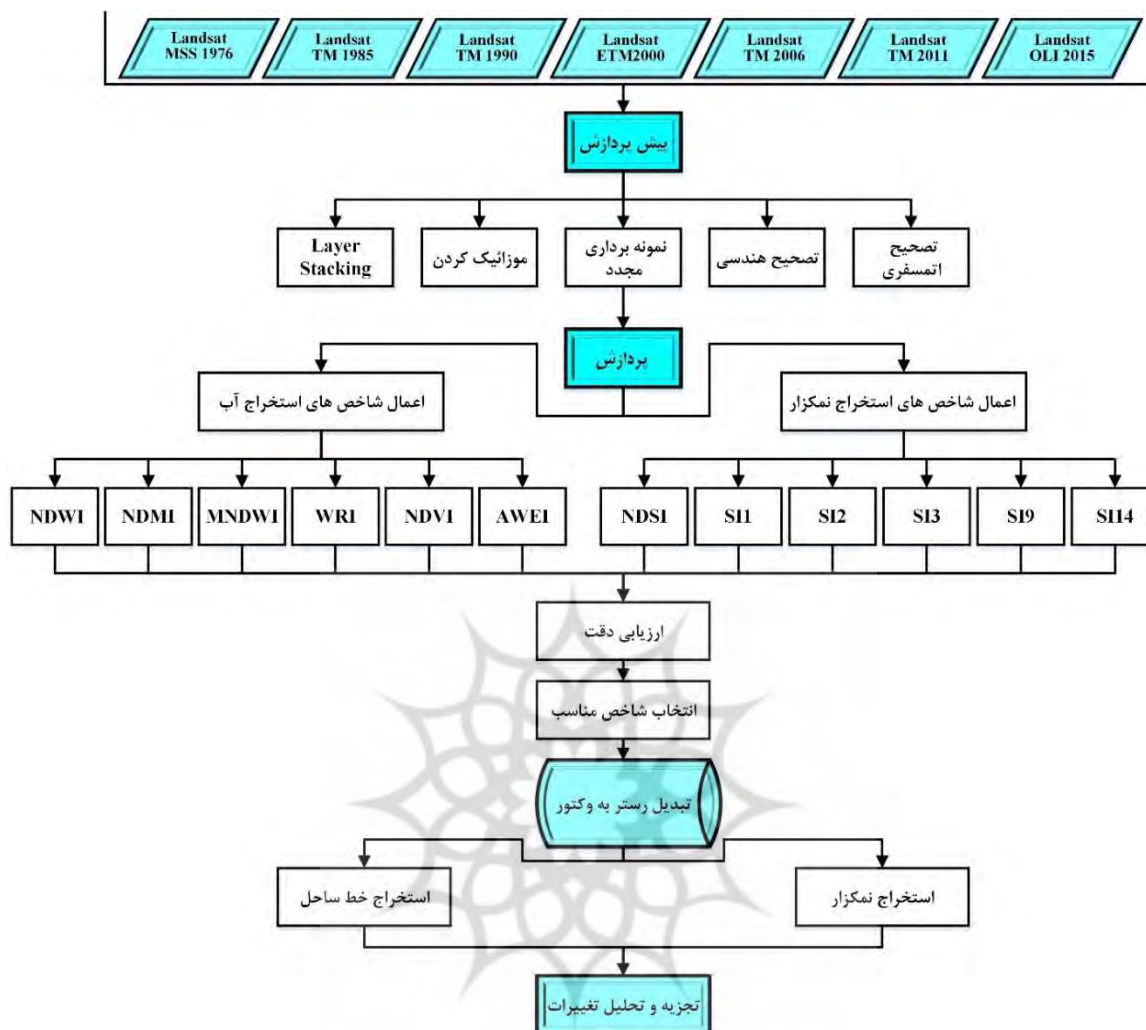 Landsat
MSS 1976
Landsat
TM 1985
Landsat
TM 1990
Landsat
ETM2000
Landsat
TM 2006
Landsat
TM 2011
Landsat
OLI 2015
پیش پردازش
Layer
Stacking
موزائیک کردن
نمونه برداری
مجدد
تصحیح هندسی
تصحیح
اتمسفری
پردازش
اعمال شاخص های استخراج آب
اعمال شاخص های استخراج نمکزار
NDWI
NDMI
MNDWI
WRI
NDVI
AWEI
NDSI
SI1
SI2
SI3
SI9
SI14
ارزیابی دقت
انتخاب شاخص مناسب
تبدیل رستر به وکتور
استخراج خط ساحل
استخراج نمکزار
تجزیه و تحلیل تغییرات